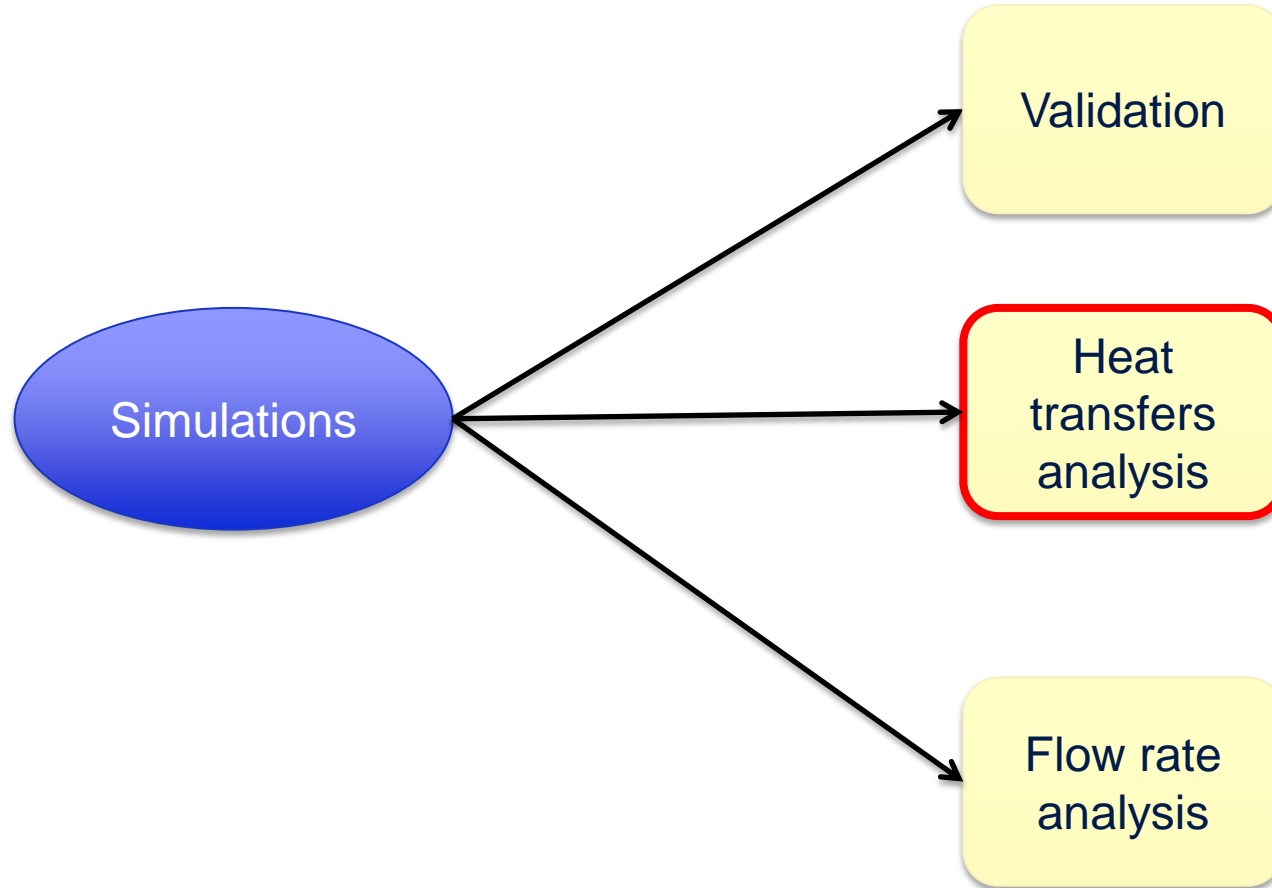 Validation
Simulations
Heat
transfers
analysis
Flow rate
analysis